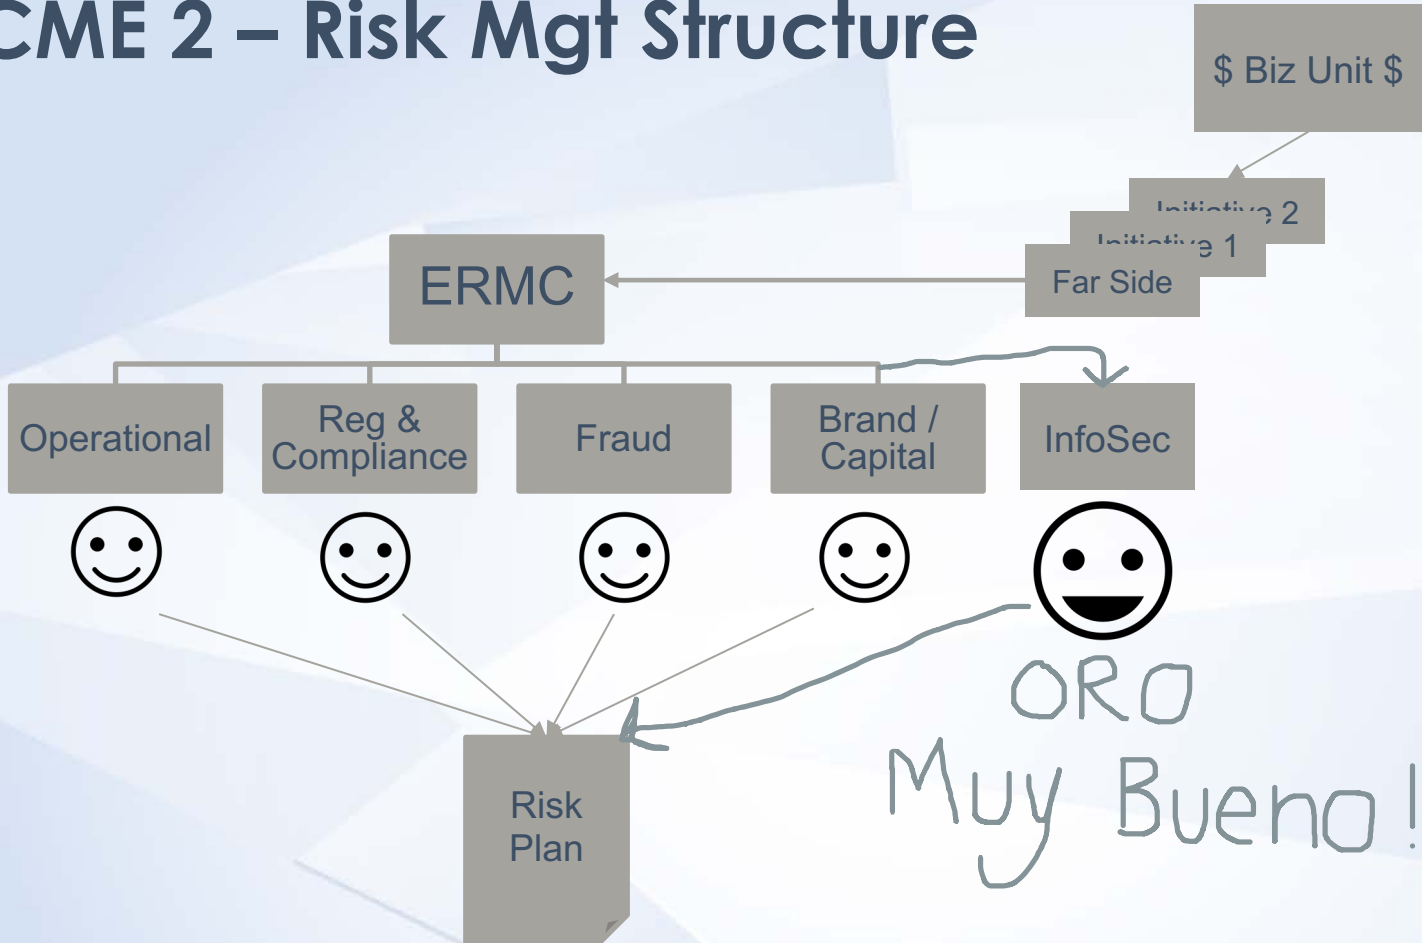 CME 2 – Risk Mgt Structure
$ Biz Unit $
Initiative 2
Initiative 1
Far Side
ERMC
Operational
Reg &
Compliance
Fraud
Brand /
Capital
InfoSec
ORO
Muy Bueno!
Risk
Plan